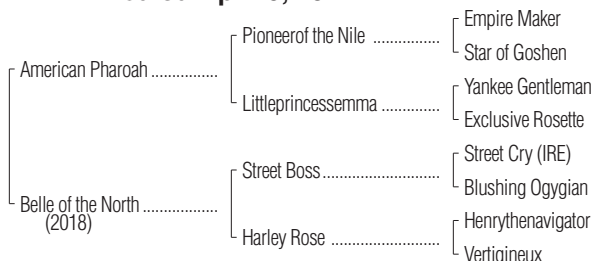 Empire Maker
Pioneerof the Nile ................
Star of Goshen
American Pharoah ................
Yankee Gentleman
Littleprincessemma ..............
Exclusive Rosette
Street Cry (IRE)
Street Boss.............................
Blushing Ogygian
Belle of the North ..................
(2018)
Henrythenavigator
Harley Rose ..........................
Vertigineux